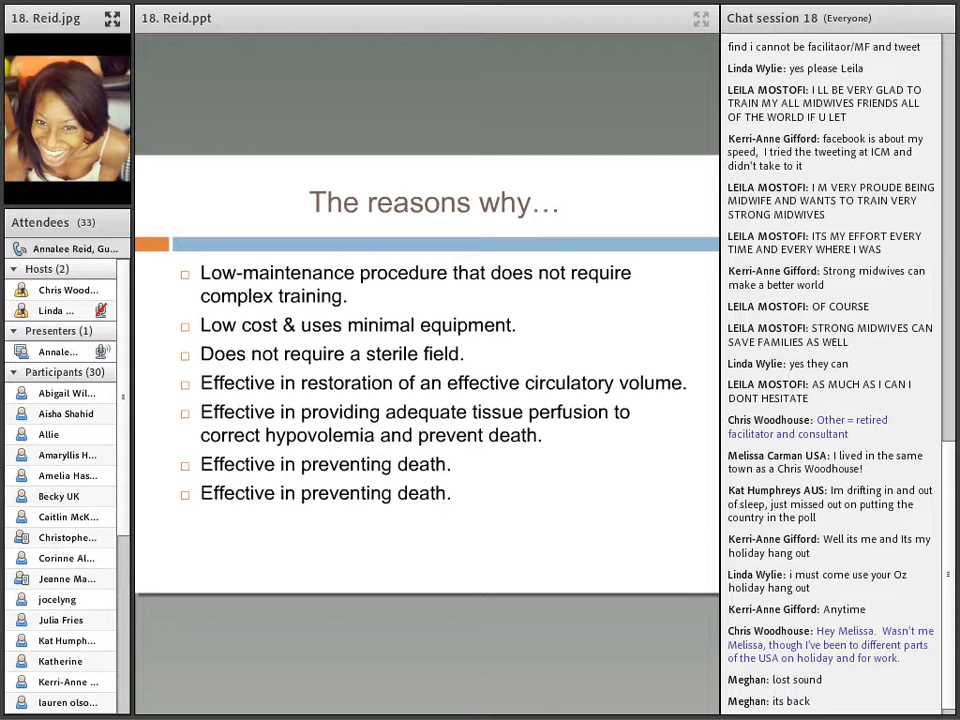 18. Reid.jpg
Attendees (33)
Annalee Reid, Gu...
Hosts (2)
Chris Wood...
Linda ...
Presenters (1)
Annale...
Participants (30)
Abigail Wil...
Aisha Shahid
Allie
Amaryllis H...
Amelia Has...
Becky UK
Caitlin McK...
Christophe...
Corinne Al...
Jeanne Ma...
jocelyng
Julia Fries
Kat Humph...
Katherine
Kerri-Anne ...
lauren olso...
18. Reid.ppt
The reasons why...
Low-maintenance procedure that does not require
complex training.
Low cost & uses minimal equipment.
Does not require a sterile field.
Effective in restoration of an effective circulatory volume.
Effective in providing adequate tissue perfusion to
correct hypovolemia and prevent death.
Effective in preventing death.
Effective in preventing death.
Chat session 18 (Everyone)
find i cannot be facilitaor/MF and tweet
Linda Wylie: yes please Leila
LEILA MOSTOFI: I LL BE VERY GLAD TO
TRAIN MY ALL MIDWIVES FRIENDS ALL
OF THE WORLD IF U LET
Kerri-Anne Gifford: facebook is about my
speed, I tried the tweeting at ICM and
didn't take to it
LEILA MOSTOFI: I M VERY PROUDE BEING
MIDWIFE AND WANTS TO TRAIN VERY
STRONG MIDWIVES
LEILA MOSTOFI: ITS MY EFFORT EVERY
TIME AND EVERY WHERE I WAS
Kerri-Anne Gifford: Strong midwives can
make a better world
LEILA MOSTOFI: OF COURSE
LEILA MOSTOFI: STRONG MIDWIVES CAN
SAVE FAMILIES AS WELL
Linda Wylie: yes they can
LEILA MOSTOFI: AS MUCH AS I CAN I
DONT HESITATE
Chris Woodhouse: Other = retired
facilitator and consultant
Melissa Carman USA: I lived in the same
town as a Chris Woodhouse!
Kat Humphreys AUS: Im drifting in and out
of sleep, just missed out on putting the
country in the poll
Kerri-Anne Gifford: Well its me and Its my
holiday hang out
Linda Wylie: i must come use your Oz
holiday hang out
Kerri-Anne Gifford: Anytime
Chris Woodhouse: Hey Melissa. Wasn't me
Melissa, though I've been to different parts
of the USA on holiday and for work.
Meghan: lost sound
Meghan: its back